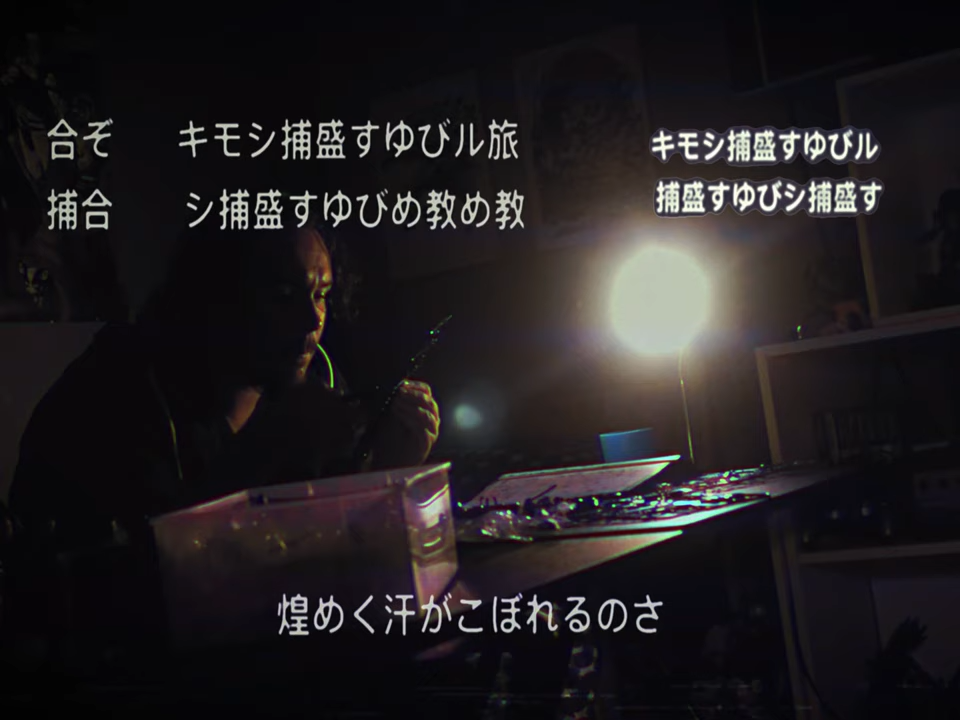 合ぞ キモシ捕盛すゆびル旅
捕合 シ捕盛すゆびめ教め教
キモシ捕盛すゆびル
捕盛すゆびシ捕盛す
煌めく汗がこぼれるのさ